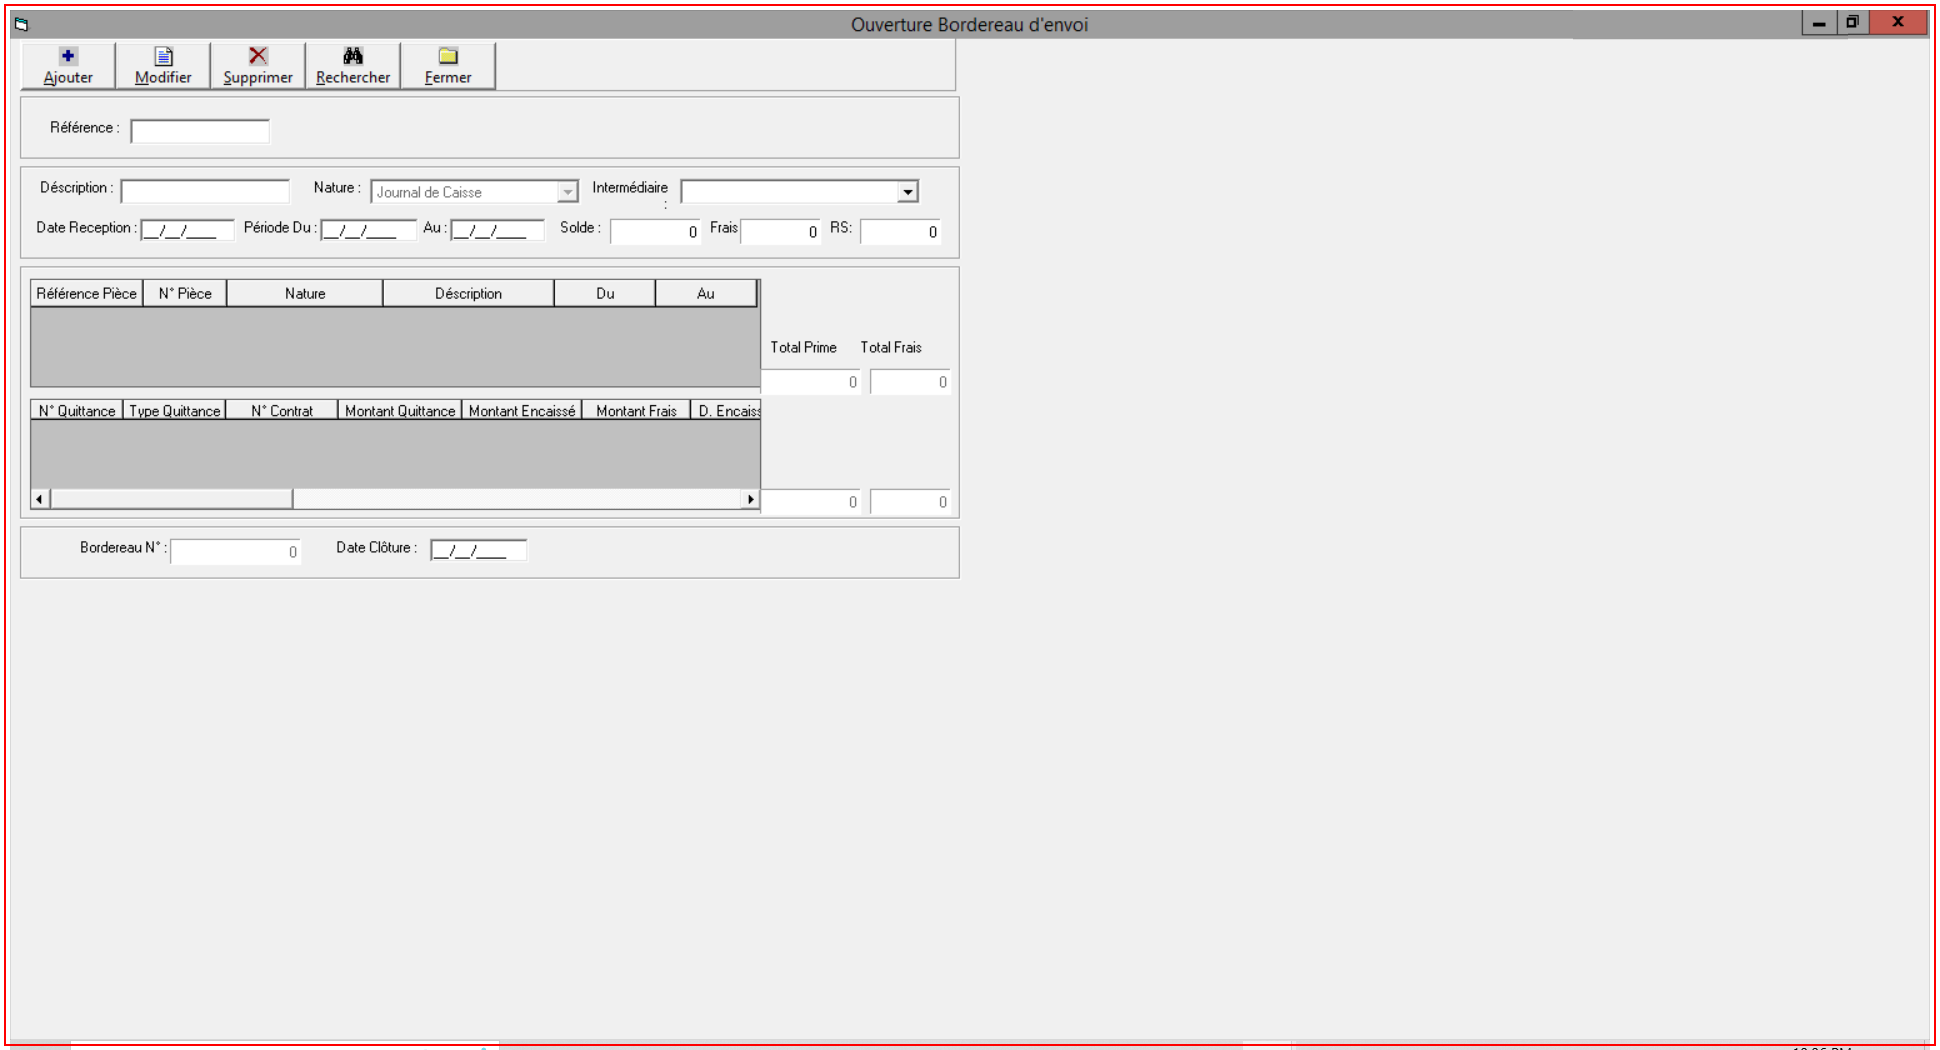 Ouverture Bordereau d'envoi
Ajouter Modifier Supprimer Rechercher Fermer
Référence :
Déscription : Nature : Journal de Caisse Intermédiaire :
Date Reception : __/__/____ Période Du : __/__/____ Au : __/__/____ Solde : 0 Frais 0 RS: 0
Référence Pièce N° Pièce Nature Déscription Du Au
Total Prime Total Frais
0 0
N° Quittance Type Quittance N° Contrat Montant Quittance Montant Encaissé Montant Frais D. Encaiss
0 0
Bordereau N° : 0 Date Clôture : __/__/____